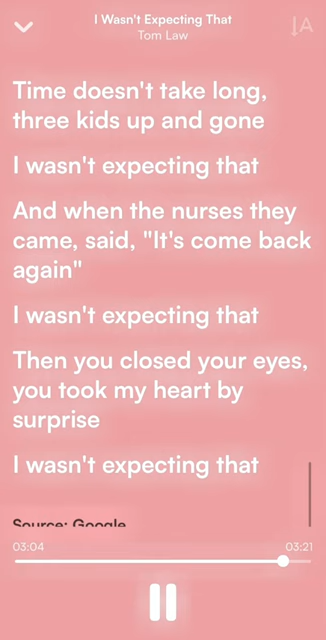 I Wasn't Expecting That
Tom Law
A
Time doesn't take long,
three kids up and gone
I wasn't expecting that
And when the nurses they
came, said, "It's come back
again"
I wasn't expecting that
Then you closed your eyes,
you took my heart by
surprise
I wasn't expecting that
Source: Google
03:04
03:21